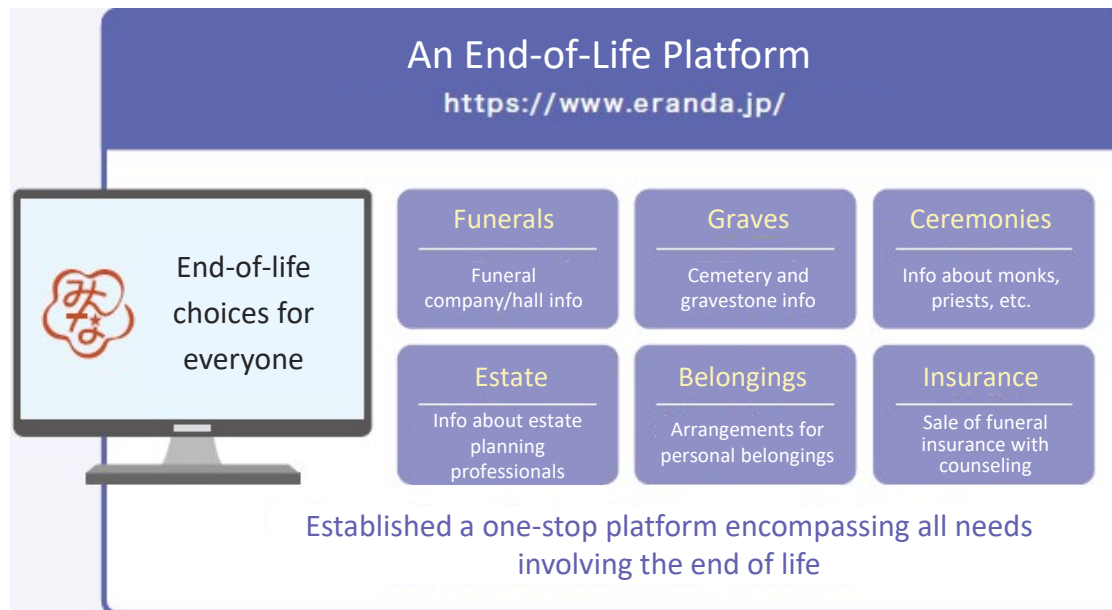 An End-of-Life Platform
https://www.eranda.jp/
みんな
End-of-life
choices for
everyone
Funerals
Funeral
company/hall info
Graves
Cemetery and
gravestone info
Ceremonies
Info about monks,
priests, etc.
Estate
Info about estate
planning
professionals
Belongings
Arrangements for
personal belongings
Insurance
Sale of funeral
insurance with
counseling
Established a one-stop platform encompassing all needs
involving the end of life